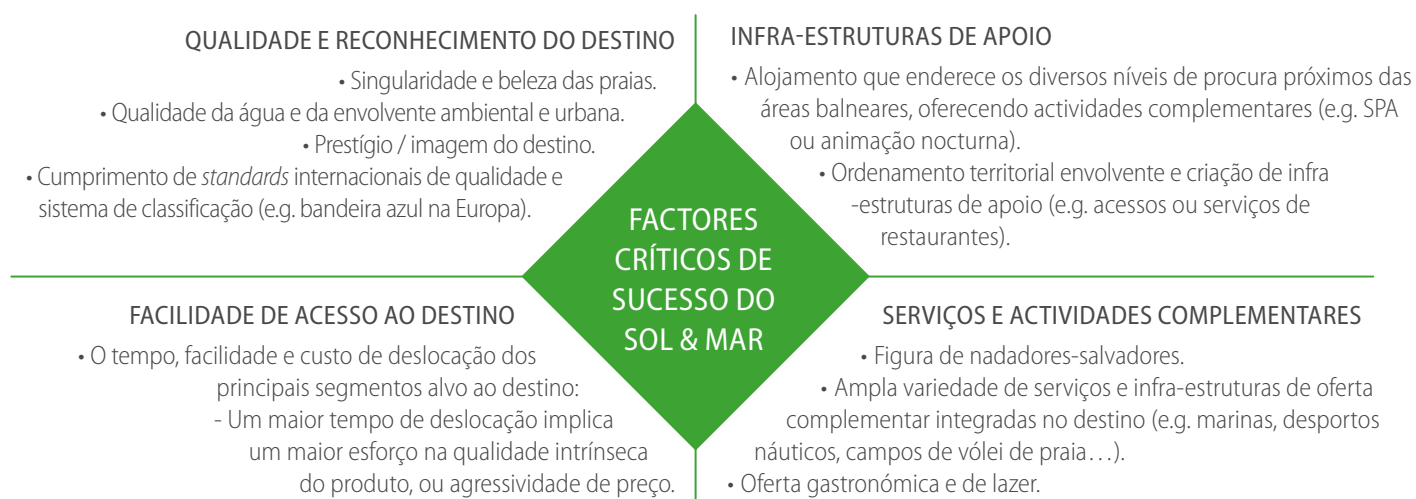 QUALIDADE E RECONHECIMENTO DO DESTINO
• Singularidade e beleza das praias.
• Qualidade da água e da envolvente ambiental e urbana.
• Prestígio / imagem do destino.
• Cumprimento de standards internacionais de qualidade e
sistema de classificação (e.g. bandeira azul na Europa).
INFRA-ESTRUTURAS DE APOIO
• Alojamento que enderece os diversos níveis de procura próximos das
áreas balneares, oferecendo actividades complementares (e.g. SPA
ou animação nocturna).
• Ordenamento territorial envolvente e criação de infra
-estruturas de apoio (e.g. acessos ou serviços de
restaurantes).
FACTORES
CRÍTICOS DE
SUCESSO DO
SOL & MAR
FACILIDADE DE ACESSO AO DESTINO
• O tempo, facilidade e custo de deslocação dos
principais segmentos alvo ao destino:
- Um maior tempo de deslocação implica
um maior esforço na qualidade intrínseca
do produto, ou agressividade de preço.
SERVIÇOS E ACTIVIDADES COMPLEMENTARES
• Figura de nadadores-salvadores.
• Ampla variedade de serviços e infra-estruturas de oferta
complementar integradas no destino (e.g. marinas, desportos
náuticos, campos de vólei de praia…).
• Oferta gastronómica e de lazer.